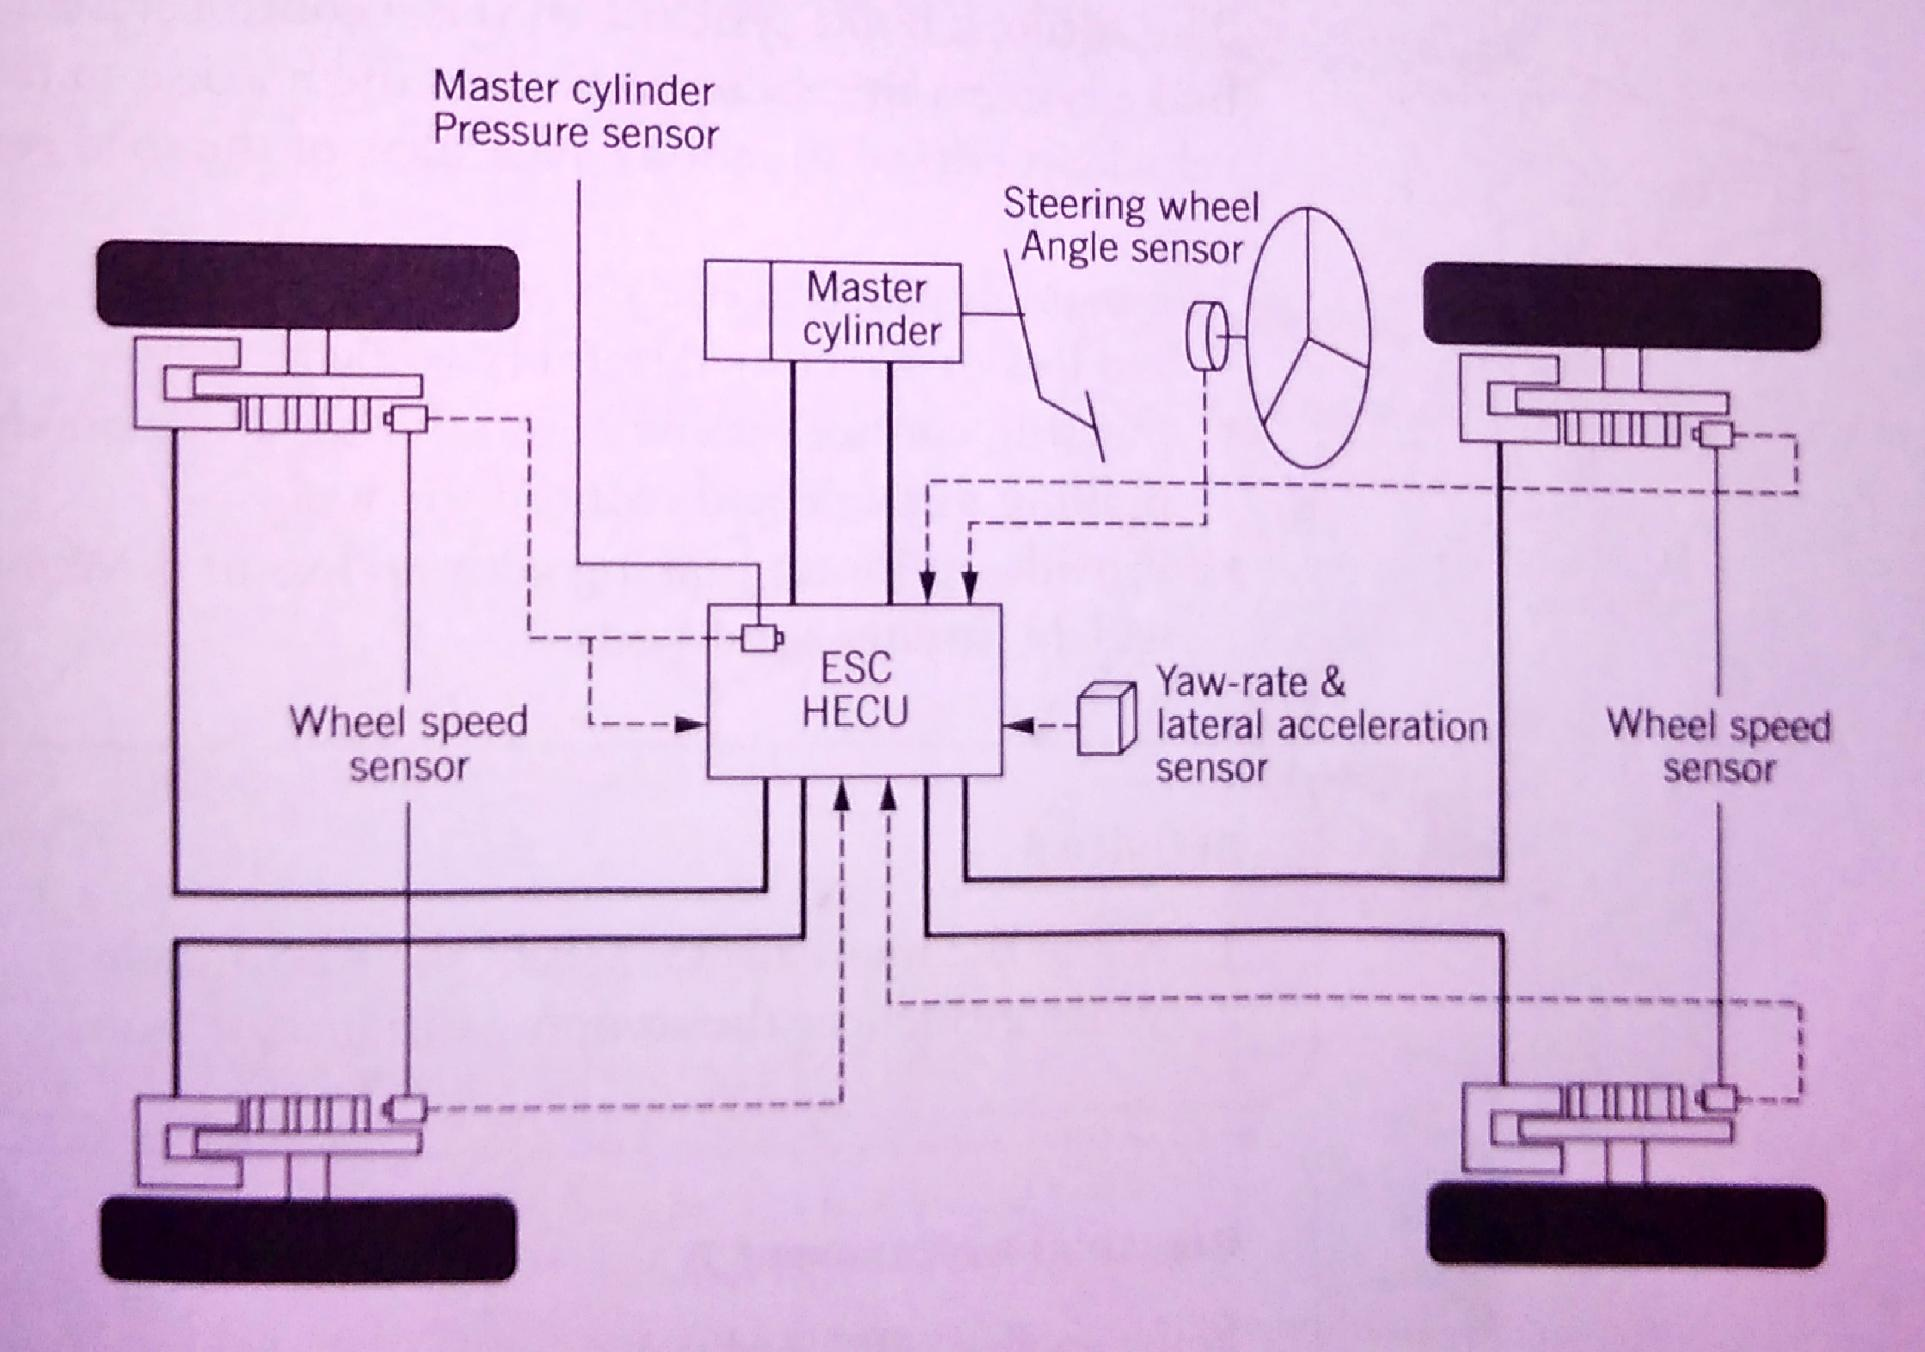 Master cylinder
Pressure sensor
Steering wheel
Angle sensor
Master
cylinder
ESC
HECU
Yaw-rate &
lateral acceleration
sensor
Wheel speed
sensor
Wheel speed
sensor